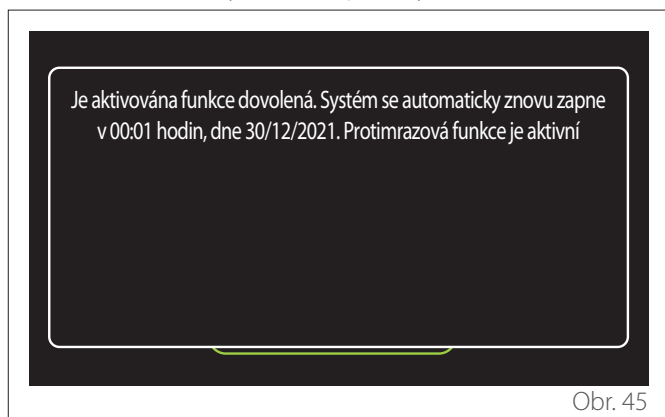 Je aktivována funkce dovolená. Systém se automaticky znovu zapne
v 00:01 hodin, dne 30/12/2021. Protimrazová funkce je aktivní
Obr. 45